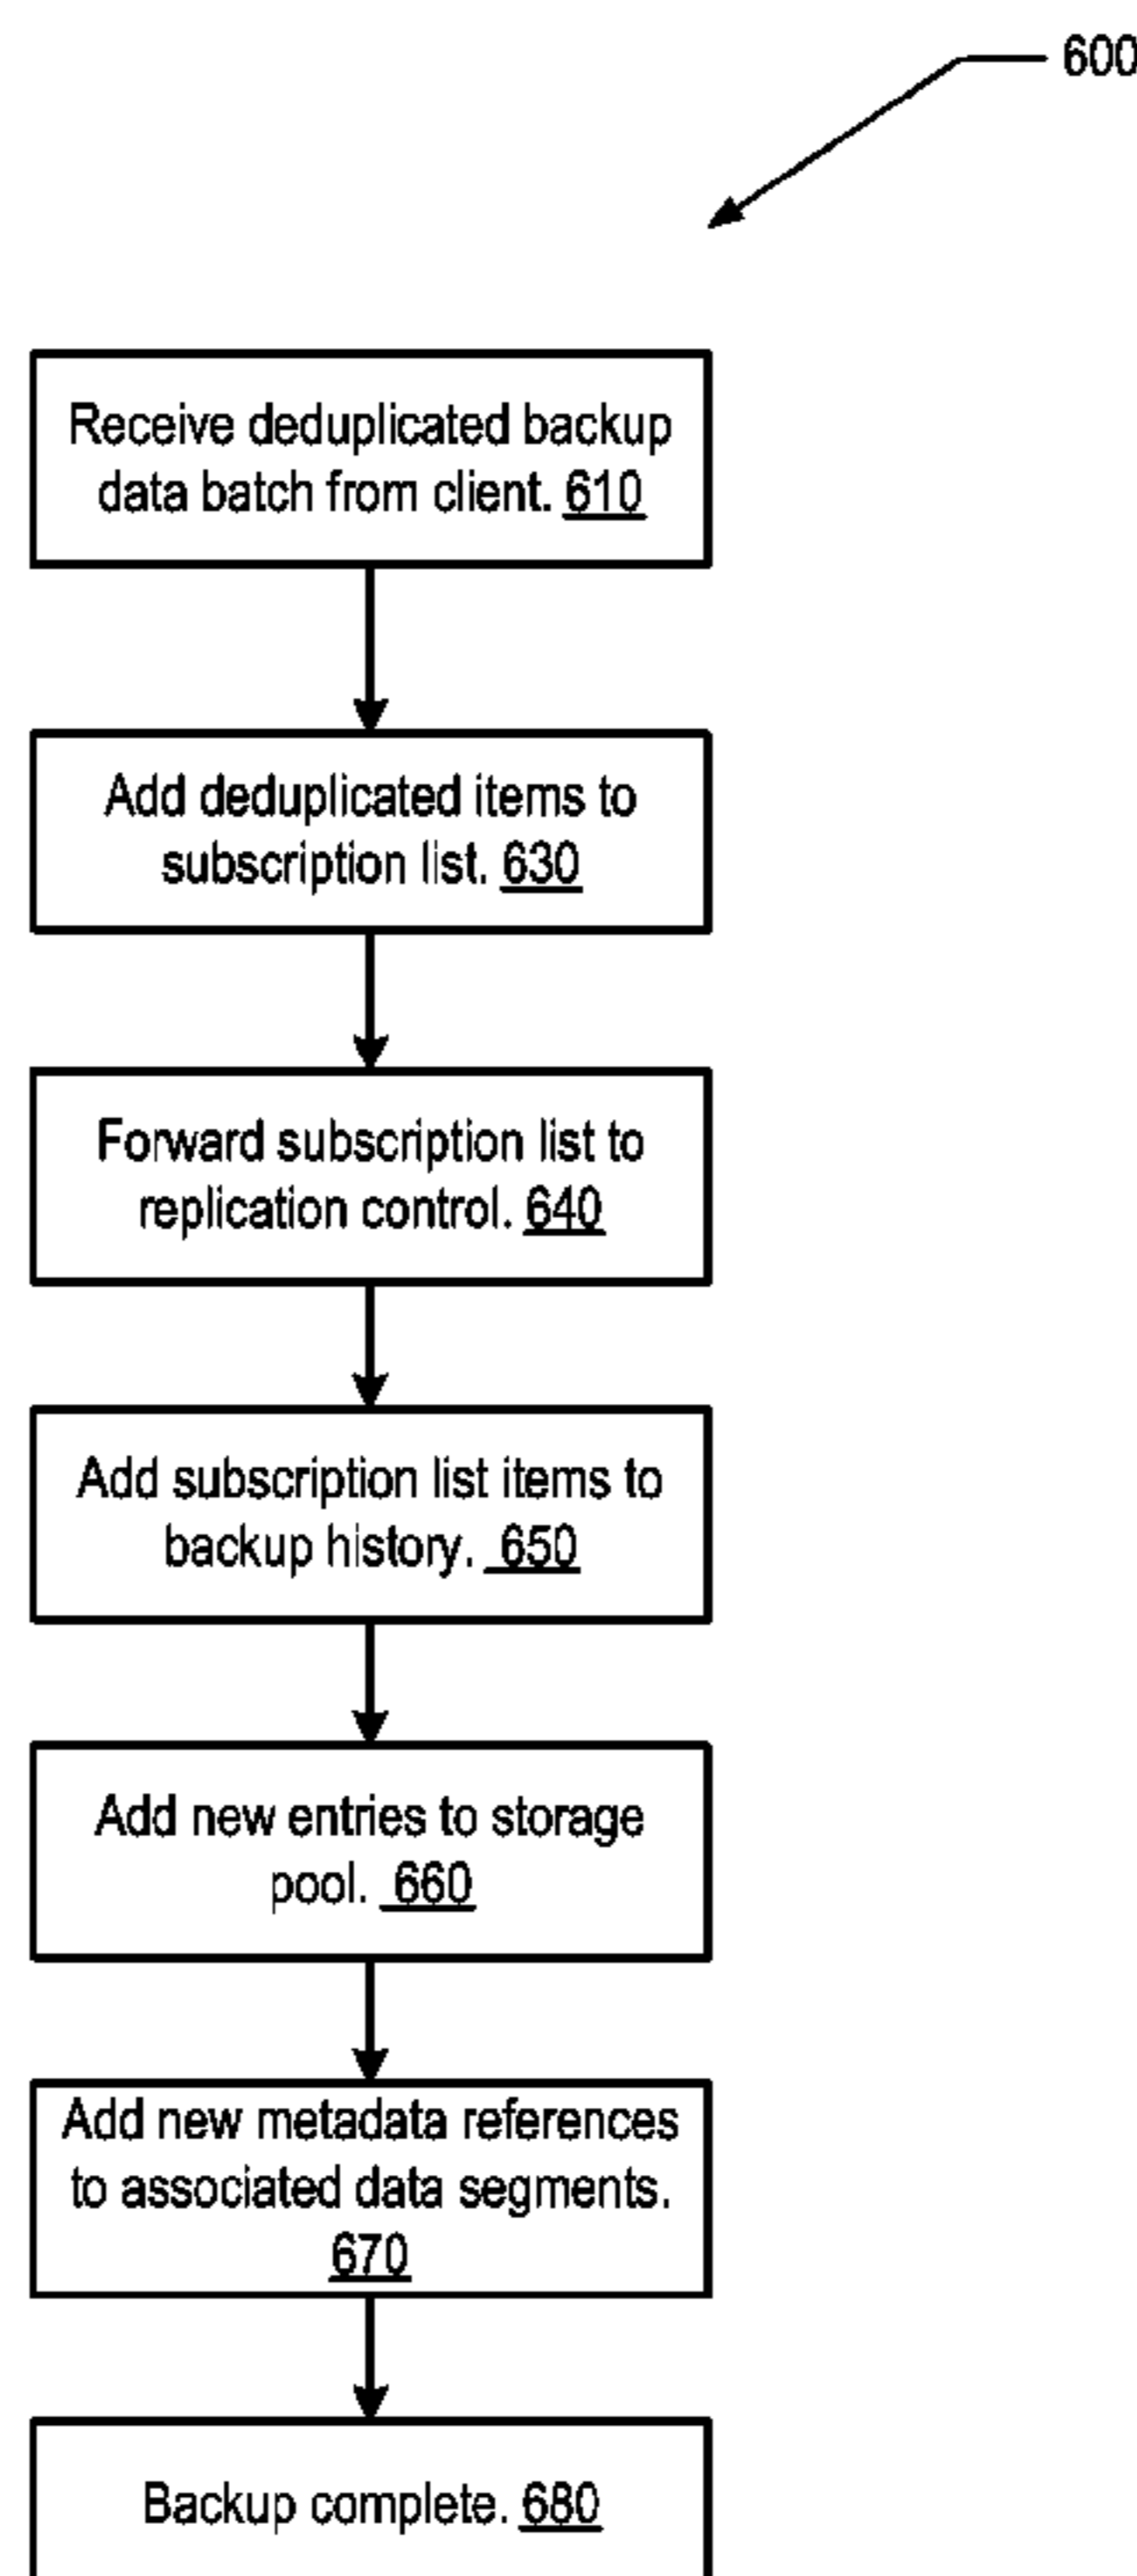 600
Receive deduplicated backup
data batch from client. 610
Add deduplicated items to
subscription list. 630
Forward subscription list to
replication control. 640
Add subscription list items to
backup history. 650
Add new entries to storage
pool. 660
Add new metadata references
to associated data segments.
670
Backup complete. 680